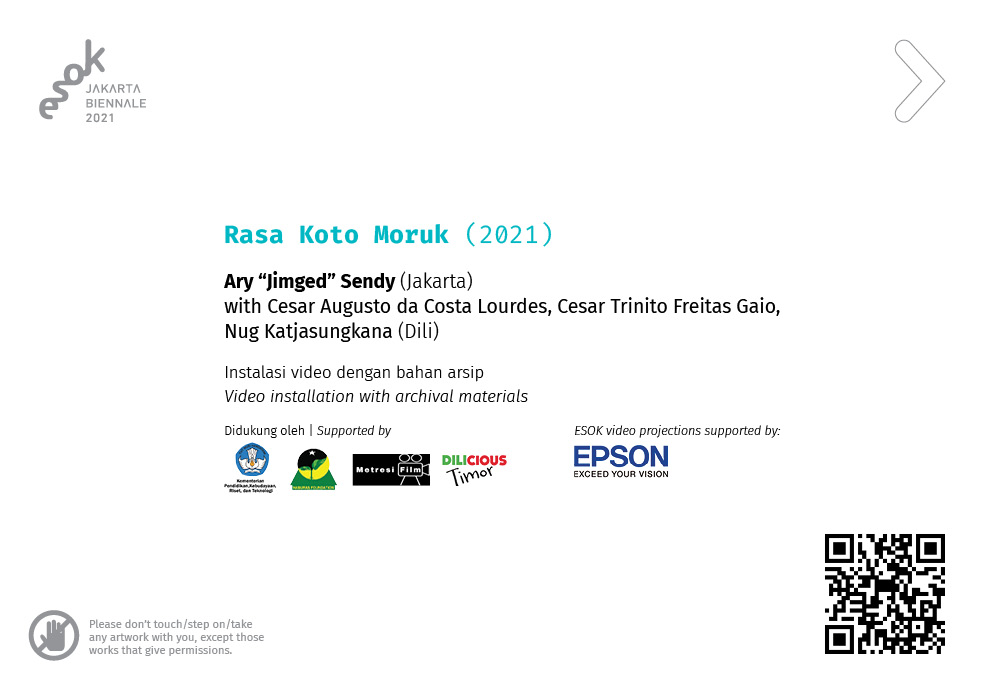 esok
JAKARTA
BIENNALE
2021
Rasa Koto Moruk (2021)
Ary “Jimged” Sendy (Jakarta)
with Cesar Augusto da Costa Lourdes, Cesar Trinito Freitas Gaio,
Nug Katjasungkana (Dili)
Instalasi video dengan bahan arsip
Video installation with archival materials
Didukung oleh | Supported by
ESOK video projections supported by:
Kementerian
Pendidikan, Kebudayaan,
Riset, dan Teknologi
FOUNDATION
Metresi Film
DILICIOUS
Timor
EPSON
EXCEED YOUR VISION
Please don’t touch/step on/take
any artwork with you, except those
works that give permissions.